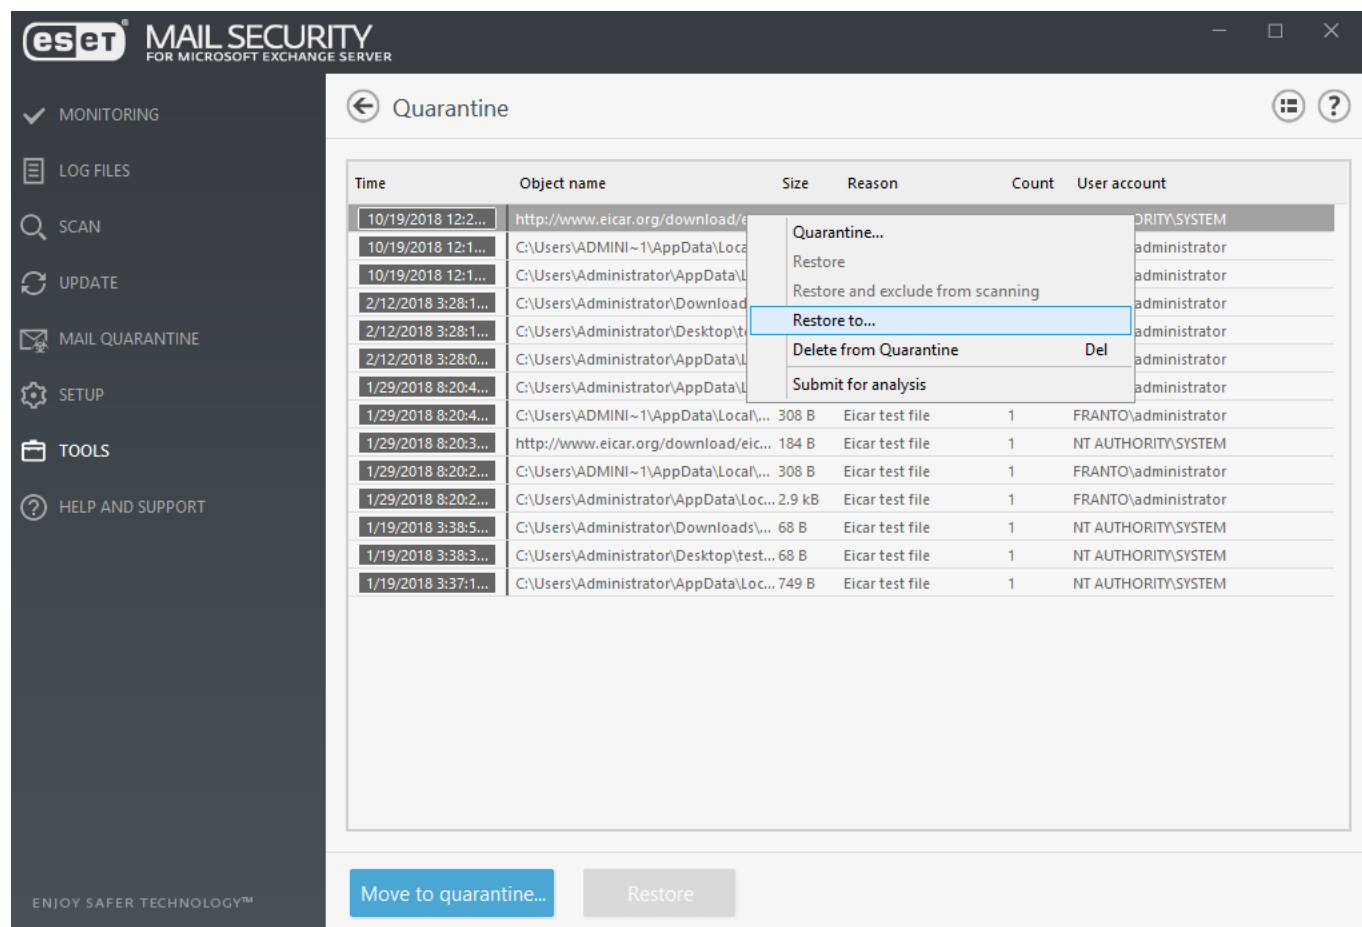 eset® MAIL SECURITY
FOR MICROSOFT EXCHANGE SERVER
MONITORING
LOG FILES
SCAN
UPDATE
MAIL QUARANTINE
SETUP
TOOLS
HELP AND SUPPORT
ENJOY SAFER TECHNOLOGY™
Quarantine
?
Time Object name Size Reason Count User account
10/19/2018 12:2... http://www.eicar.org/download/e ORITY\SYSTEM
10/19/2018 12:1... C:\Users\ADMINI~1\AppData\Loca administrator
10/19/2018 12:1... C:\Users\Administrator\AppData\L administrator
2/12/2018 3:28:1... C:\Users\Administrator\Download administrator
2/12/2018 3:28:1... C:\Users\Administrator\Desktop\te administrator
2/12/2018 3:28:0... C:\Users\Administrator\AppData\L administrator
1/29/2018 8:20:4... C:\Users\Administrator\AppData\L administrator
1/29/2018 8:20:4... C:\Users\ADMINI~1\AppData\Local\... 308 B Eicar test file 1 FRANTO\administrator
1/29/2018 8:20:3... http://www.eicar.org/download/eic... 184 B Eicar test file 1 NT AUTHORITY\SYSTEM
1/29/2018 8:20:2... C:\Users\ADMINI~1\AppData\Local\... 308 B Eicar test file 1 FRANTO\administrator
1/29/2018 8:20:2... C:\Users\Administrator\AppData\Loc... 2.9 kB Eicar test file 1 FRANTO\administrator
1/19/2018 3:38:5... C:\Users\Administrator\Downloads\... 68 B Eicar test file 1 NT AUTHORITY\SYSTEM
1/19/2018 3:38:3... C:\Users\Administrator\Desktop\test... 68 B Eicar test file 1 NT AUTHORITY\SYSTEM
1/19/2018 3:37:1... C:\Users\Administrator\AppData\Loc... 749 B Eicar test file 1 NT AUTHORITY\SYSTEM
Quarantine...
Restore
Restore and exclude from scanning
Restore to...
Delete from Quarantine Del
Submit for analysis
Move to quarantine... Restore